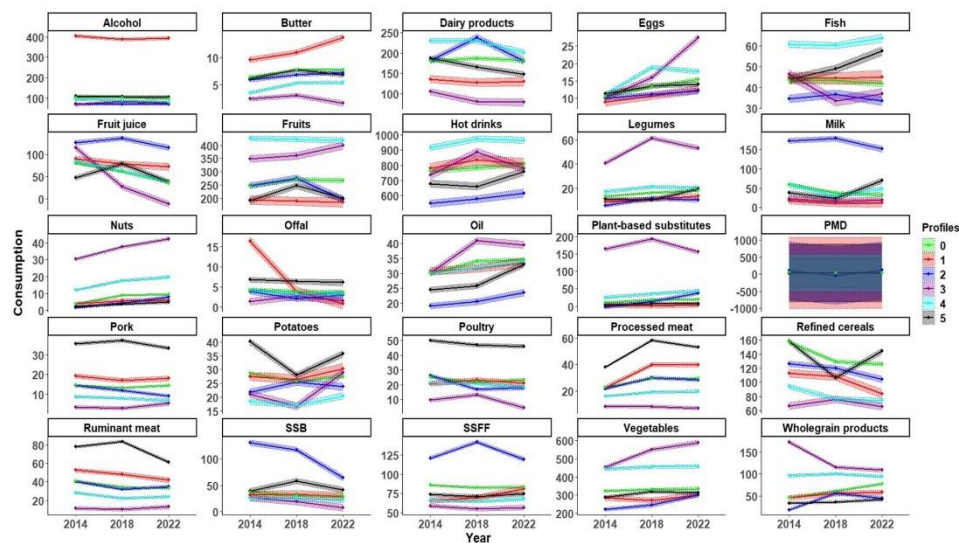 Alcohol Butter Dairy products Eggs Fish
400 300 200 100
10 5
250 200 150 100
25 20 15 10
60 50 40 30
Fruit juice Fruits Hot drinks Legumes Milk
100 50 0
400 350 300 250 200
1000 900 800 700 600
60 40 20
150 100 50
Nuts Offal Oil Plant-based substitutes PMD
40 30 20 10 0
15 10 5 0
40 35 30 25 20
200 150 100 50 0
1000 500 0 -500 -1000
Pork Potatoes Poultry Processed meat Refined cereals
30 20 10
40 35 30 25 20 15
50 40 30 20 10
60 40 20
160 140 120 100 80 60
Ruminant meat SSB SSFF Vegetables Wholegrain products
80 60 40 20
100 50 0
125 100 75 50
600 500 400 300 200
150 100 50
2014 2018 2022 2014 2018 2022 2014 2018 2022 2014 2018 2022 2014 2018 2022
Year
Consumption
Profiles
0
1
2
3
4
5